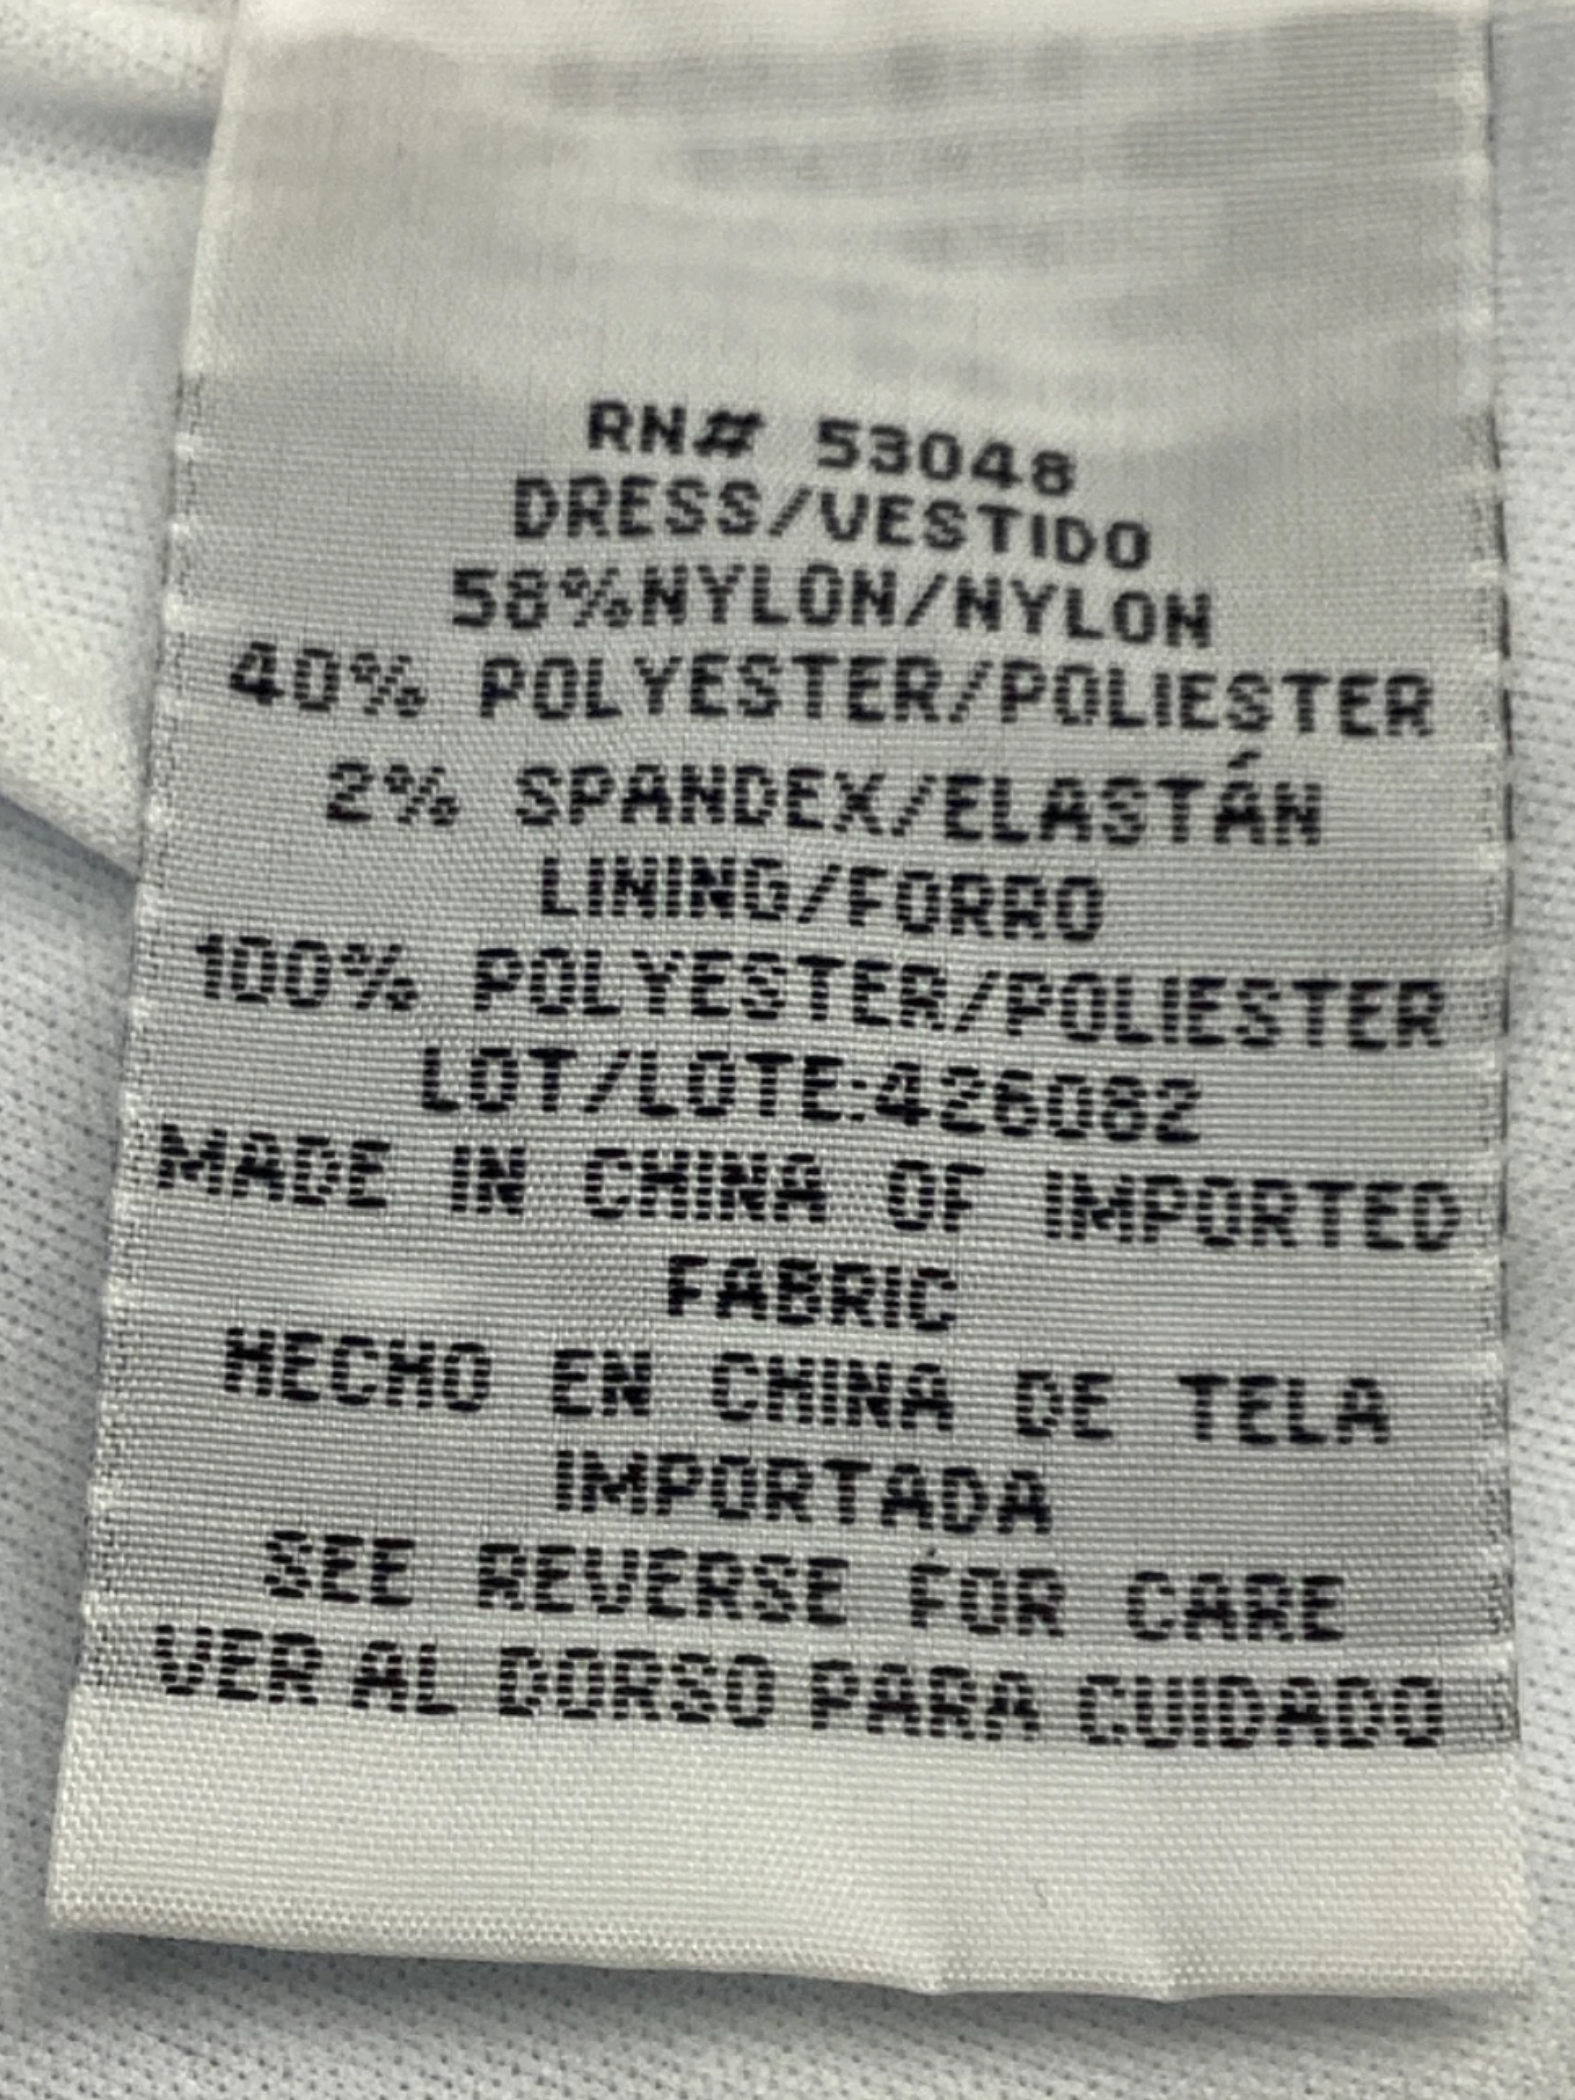 RN# 53048
DRESS/VESTIDO
58%NYLON/NYLON
40% POLYESTER/POLIESTER
2% SPANDEX/ELASTÁN
LINING/FORRO
100% POLYESTER/POLIESTER
LOT/LOTE:426082
MADE IN CHINA OF IMPORTED
FABRIC
HECHO EN CHINA DE TELA
IMPORTADA
SEE REVERSE FOR CARE
VER AL DORSO PARA CUIDADO